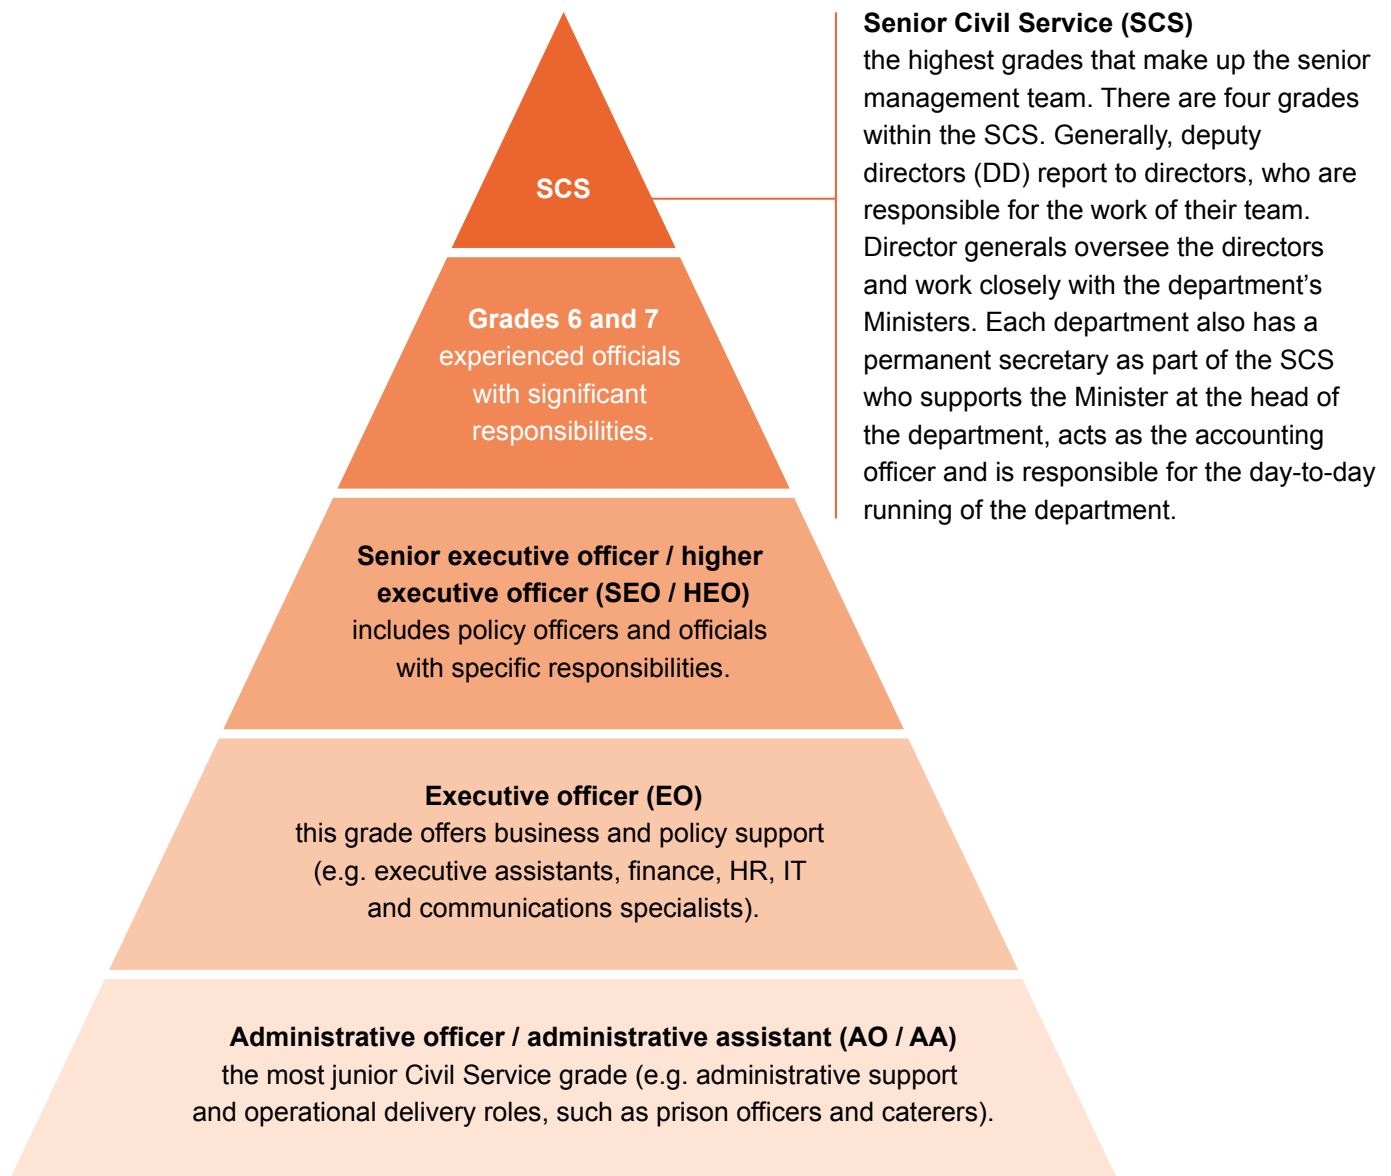 SCS
Senior Civil Service (SCS)
the highest grades that make up the senior
management team. There are four grades
within the SCS. Generally, deputy
directors (DD) report to directors, who are
responsible for the work of their team.
Director generals oversee the directors
and work closely with the department’s
Ministers. Each department also has a
permanent secretary as part of the SCS
who supports the Minister at the head of
the department, acts as the accounting
officer and is responsible for the day-to-day
running of the department.
Grades 6 and 7
experienced officials
with significant
responsibilities.
Senior executive officer / higher
executive officer (SEO / HEO)
includes policy officers and officials
with specific responsibilities.
Executive officer (EO)
this grade offers business and policy support
(e.g. executive assistants, finance, HR, IT
and communications specialists).
Administrative officer / administrative assistant (AO / AA)
the most junior Civil Service grade (e.g. administrative support
and operational delivery roles, such as prison officers and caterers).